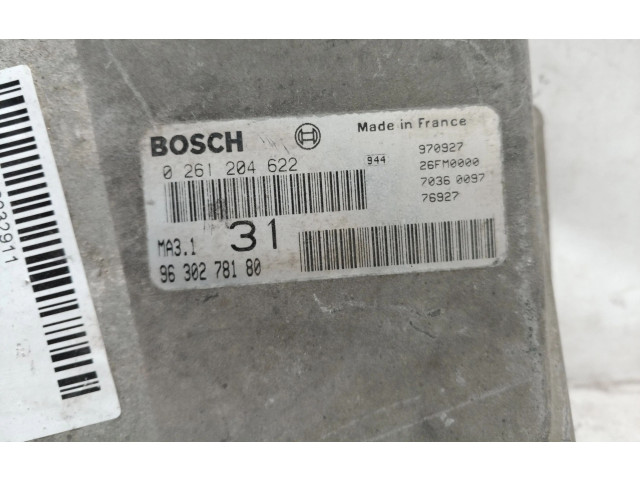 BOSCH
Made in France
0 261 204 622
944
970927
26FM0000
7036 0097
76927
MA3.1
31
96 302 781 80